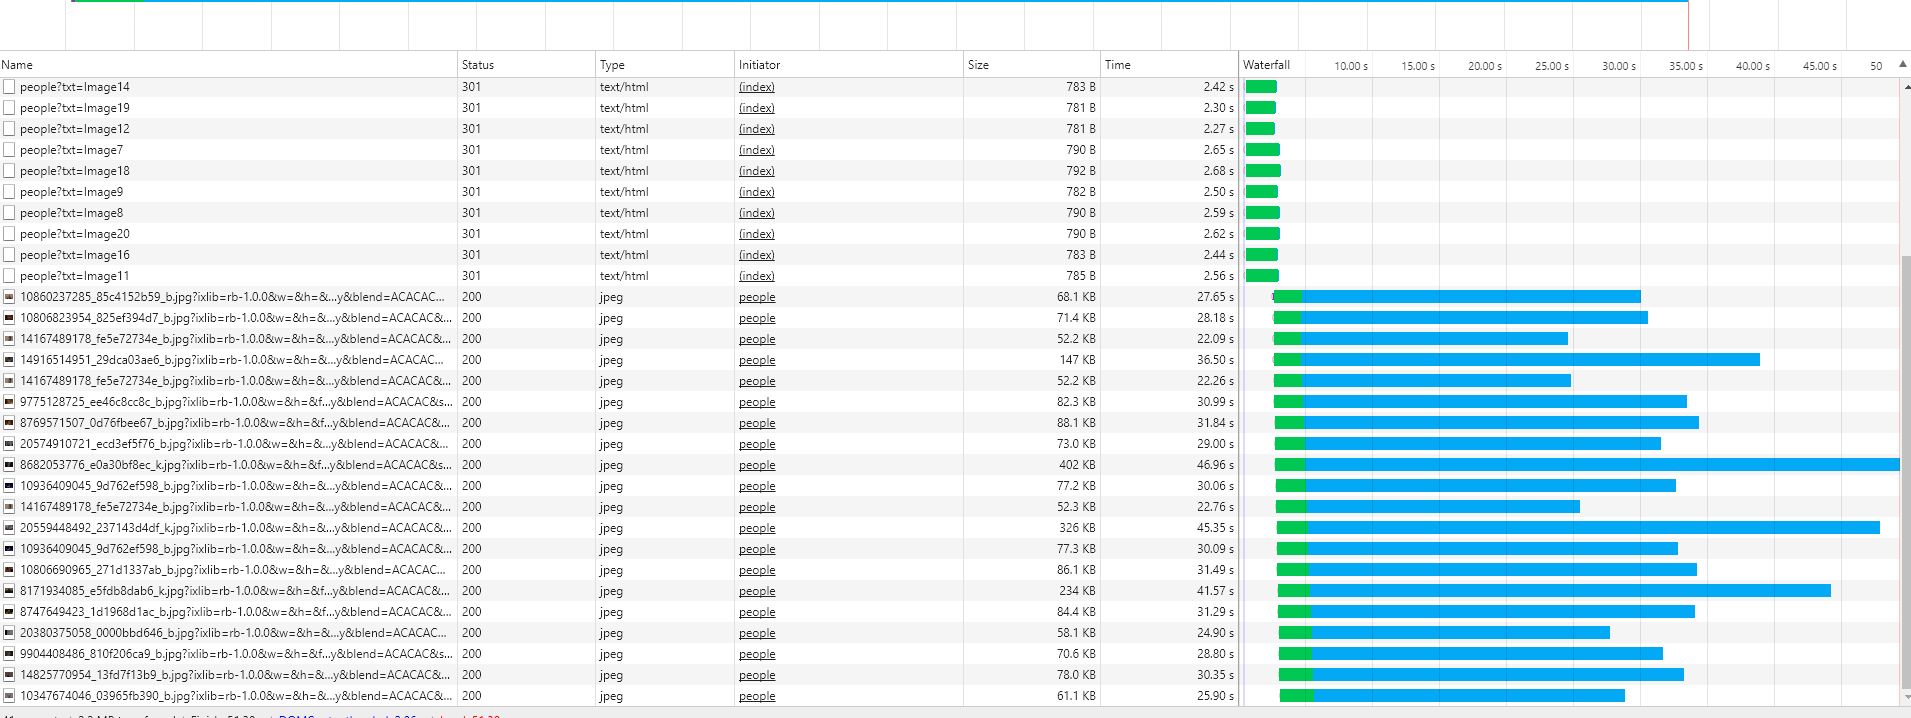 Name Status Type Initiator Size Time Waterfall 10.00 s 15.00 s 20.00 s 25.00 s 30.00 s 35.00 s 40.00 s 45.00 s 50
people?txt=Image14 301 text/html (index) 783 B 2.42 s
people?txt=Image19 301 text/html (index) 781 B 2.30 s
people?txt=Image12 301 text/html (index) 781 B 2.27 s
people?txt=Image7 301 text/html (index) 790 B 2.65 s
people?txt=Image18 301 text/html (index) 792 B 2.68 s
people?txt=Image9 301 text/html (index) 782 B 2.50 s
people?txt=Image8 301 text/html (index) 790 B 2.59 s
people?txt=Image20 301 text/html (index) 790 B 2.62 s
people?txt=Image16 301 text/html (index) 783 B 2.44 s
people?txt=Image11 301 text/html (index) 785 B 2.56 s
10860237285_85c4152b59_b.jpg?ixlib=rb-1.0.0&w=&h=&...y&blend=ACACAC... 200 jpeg people 68.1 KB 27.65 s
10806823954_825ef394d7_b.jpg?ixlib=rb-1.0.0&w=&h=&...y&blend=ACACAC&... 200 jpeg people 71.4 KB 28.18 s
14167489178_fe5e72734e_b.jpg?ixlib=rb-1.0.0&w=&h=&...y&blend=ACACAC&... 200 jpeg people 52.2 KB 22.09 s
14916514951_29dca03ae6_b.jpg?ixlib=rb-1.0.0&w=&h=&...y&blend=ACACAC... 200 jpeg people 147 KB 36.50 s
14167489178_fe5e72734e_b.jpg?ixlib=rb-1.0.0&w=&h=&...y&blend=ACACAC&... 200 jpeg people 52.2 KB 22.26 s
9775128725_ee46c8cc8c_b.jpg?ixlib=rb-1.0.0&w=&h=&f...y&blend=ACACAC&s... 200 jpeg people 82.3 KB 30.99 s
8769571507_0d76fbee67_b.jpg?ixlib=rb-1.0.0&w=&h=&f...y&blend=ACACAC&... 200 jpeg people 88.1 KB 31.84 s
20574910721_ecd3ef5f76_b.jpg?ixlib=rb-1.0.0&w=&h=&...y&blend=ACACAC&... 200 jpeg people 73.0 KB 29.00 s
8682053776_e0a30bf8ec_k.jpg?ixlib=rb-1.0.0&w=&h=&f...y&blend=ACACAC&s... 200 jpeg people 402 KB 46.96 s
10936409045_9d762ef598_b.jpg?ixlib=rb-1.0.0&w=&h=&...y&blend=ACACAC&... 200 jpeg people 77.2 KB 30.06 s
14167489178_fe5e72734e_b.jpg?ixlib=rb-1.0.0&w=&h=&...y&blend=ACACAC&... 200 jpeg people 52.3 KB 22.76 s
20559448492_237143d4df_k.jpg?ixlib=rb-1.0.0&w=&h=&...y&blend=ACACAC&... 200 jpeg people 326 KB 45.35 s
10936409045_9d762ef598_b.jpg?ixlib=rb-1.0.0&w=&h=&...y&blend=ACACAC&... 200 jpeg people 77.3 KB 30.09 s
10806690965_271d1337ab_b.jpg?ixlib=rb-1.0.0&w=&h=&...y&blend=ACACAC&... 200 jpeg people 86.1 KB 31.49 s
8171934085_e5fdb8dab6_k.jpg?ixlib=rb-1.0.0&w=&h=&f...y&blend=ACACAC&... 200 jpeg people 234 KB 41.57 s
8747649423_1d1968d1ac_b.jpg?ixlib=rb-1.0.0&w=&h=&f...y&blend=ACACAC&... 200 jpeg people 84.4 KB 31.29 s
20380375058_0000bbd646_b.jpg?ixlib=rb-1.0.0&w=&h=&...y&blend=ACACAC... 200 jpeg people 58.1 KB 24.90 s
9904408486_810f206ca9_b.jpg?ixlib=rb-1.0.0&w=&h=&f...y&blend=ACACAC&s... 200 jpeg people 70.6 KB 28.80 s
14825770954_13fd7f13b9_b.jpg?ixlib=rb-1.0.0&w=&h=&...y&blend=ACACAC&... 200 jpeg people 78.0 KB 30.35 s
10347674046_03965fb390_b.jpg?ixlib=rb-1.0.0&w=&h=&...y&blend=ACACAC&... 200 jpeg people 61.1 KB 25.90 s